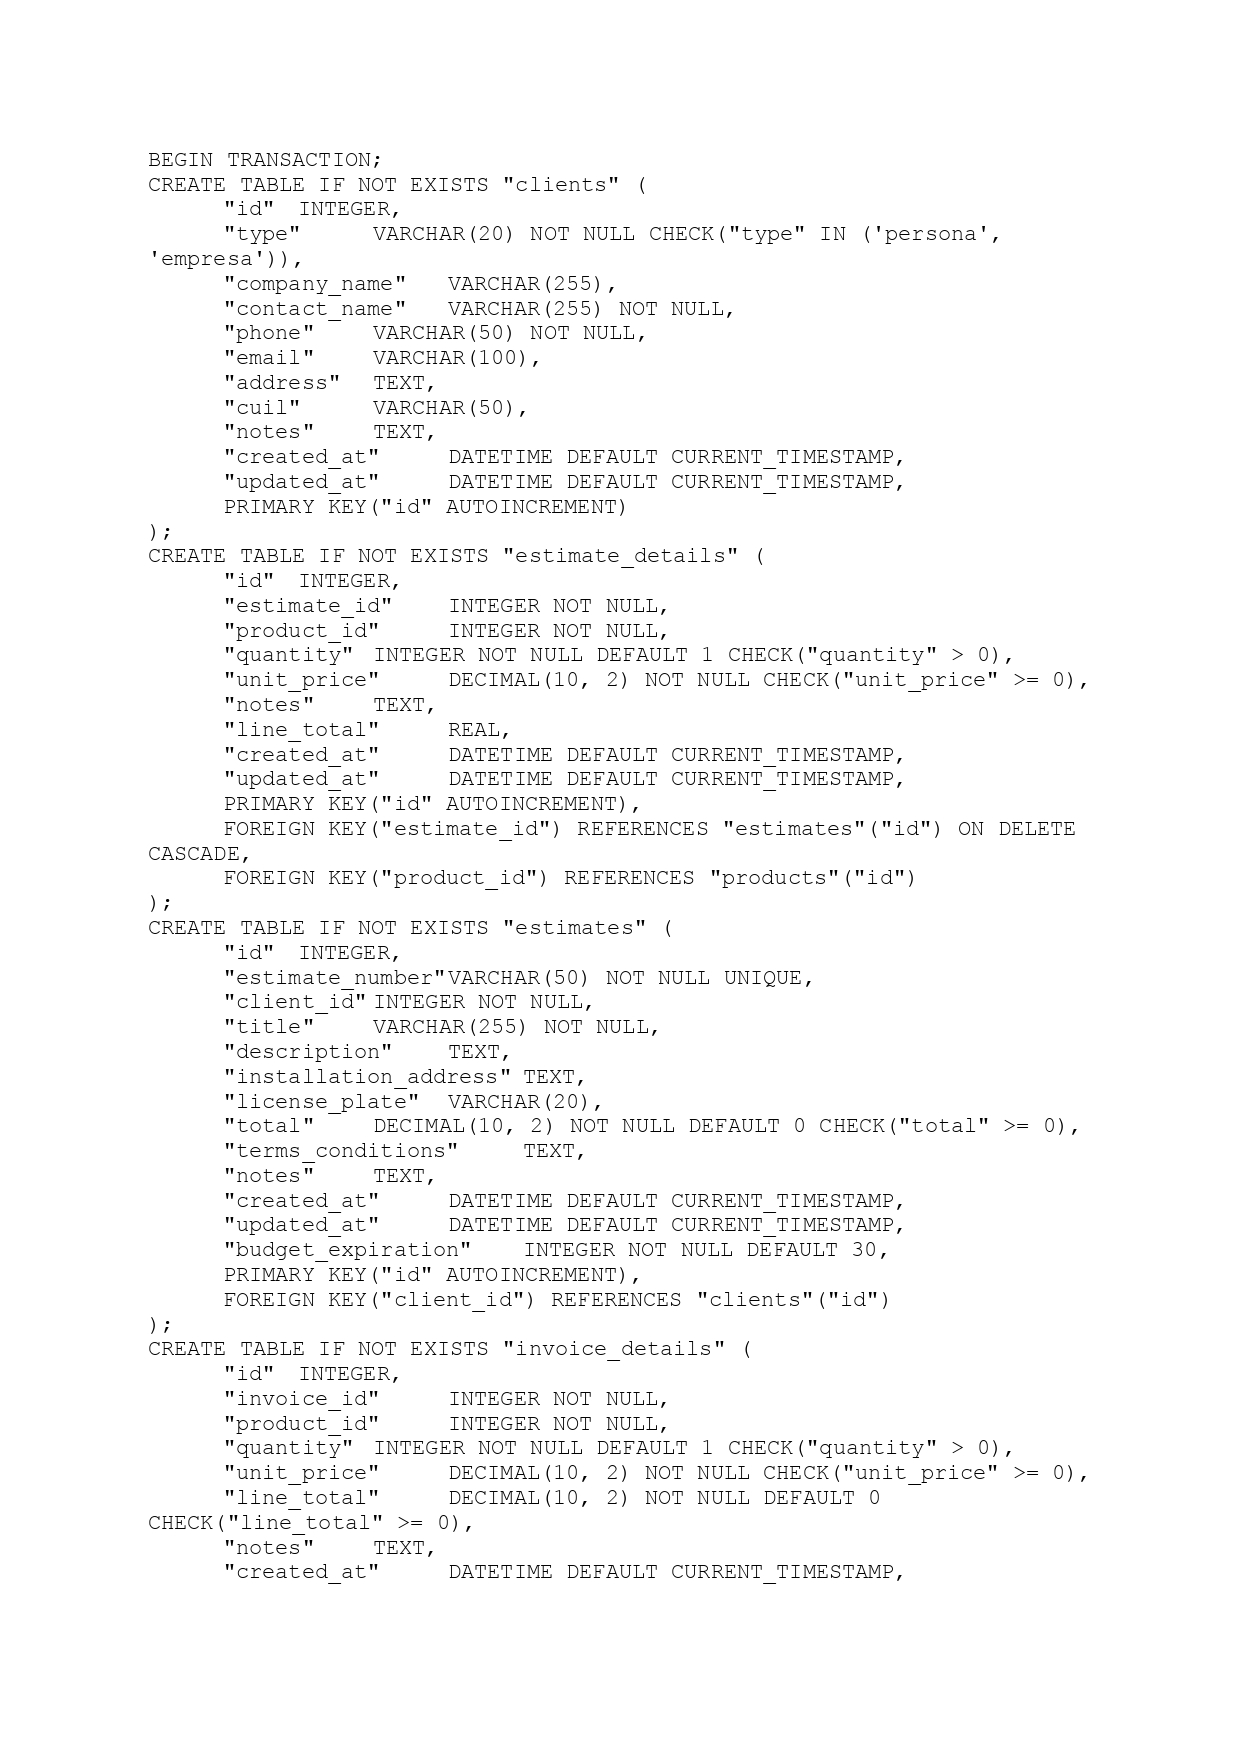 BEGIN TRANSACTION;
CREATE TABLE IF NOT EXISTS "clients" (
"id" INTEGER,
"type" VARCHAR(20) NOT NULL CHECK("type" IN ('persona',
'empresa')),
"company_name" VARCHAR(255),
"contact_name" VARCHAR(255) NOT NULL,
"phone" VARCHAR(50) NOT NULL,
"email" VARCHAR(100),
"address" TEXT,
"cuil" VARCHAR(50),
"notes" TEXT,
"created_at" DATETIME DEFAULT CURRENT_TIMESTAMP,
"updated_at" DATETIME DEFAULT CURRENT_TIMESTAMP,
PRIMARY KEY("id" AUTOINCREMENT)
);
CREATE TABLE IF NOT EXISTS "estimate_details" (
"id" INTEGER,
"estimate_id" INTEGER NOT NULL,
"product_id" INTEGER NOT NULL,
"quantity" INTEGER NOT NULL DEFAULT 1 CHECK("quantity" > 0),
"unit_price" DECIMAL(10, 2) NOT NULL CHECK("unit_price" >= 0),
"notes" TEXT,
"line_total" REAL,
"created_at" DATETIME DEFAULT CURRENT_TIMESTAMP,
"updated_at" DATETIME DEFAULT CURRENT_TIMESTAMP,
PRIMARY KEY("id" AUTOINCREMENT),
FOREIGN KEY("estimate_id") REFERENCES "estimates"("id") ON DELETE
CASCADE,
FOREIGN KEY("product_id") REFERENCES "products"("id")
);
CREATE TABLE IF NOT EXISTS "estimates" (
"id" INTEGER,
"estimate_number"VARCHAR(50) NOT NULL UNIQUE,
"client_id" INTEGER NOT NULL,
"title" VARCHAR(255) NOT NULL,
"description" TEXT,
"installation_address" TEXT,
"license_plate" VARCHAR(20),
"total" DECIMAL(10, 2) NOT NULL DEFAULT 0 CHECK("total" >= 0),
"terms_conditions" TEXT,
"notes" TEXT,
"created_at" DATETIME DEFAULT CURRENT_TIMESTAMP,
"updated_at" DATETIME DEFAULT CURRENT_TIMESTAMP,
"budget_expiration" INTEGER NOT NULL DEFAULT 30,
PRIMARY KEY("id" AUTOINCREMENT),
FOREIGN KEY("client_id") REFERENCES "clients"("id")
);
CREATE TABLE IF NOT EXISTS "invoice_details" (
"id" INTEGER,
"invoice_id" INTEGER NOT NULL,
"product_id" INTEGER NOT NULL,
"quantity" INTEGER NOT NULL DEFAULT 1 CHECK("quantity" > 0),
"unit_price" DECIMAL(10, 2) NOT NULL CHECK("unit_price" >= 0),
"line_total" DECIMAL(10, 2) NOT NULL DEFAULT 0
CHECK("line_total" >= 0),
"notes" TEXT,
"created_at" DATETIME DEFAULT CURRENT_TIMESTAMP,